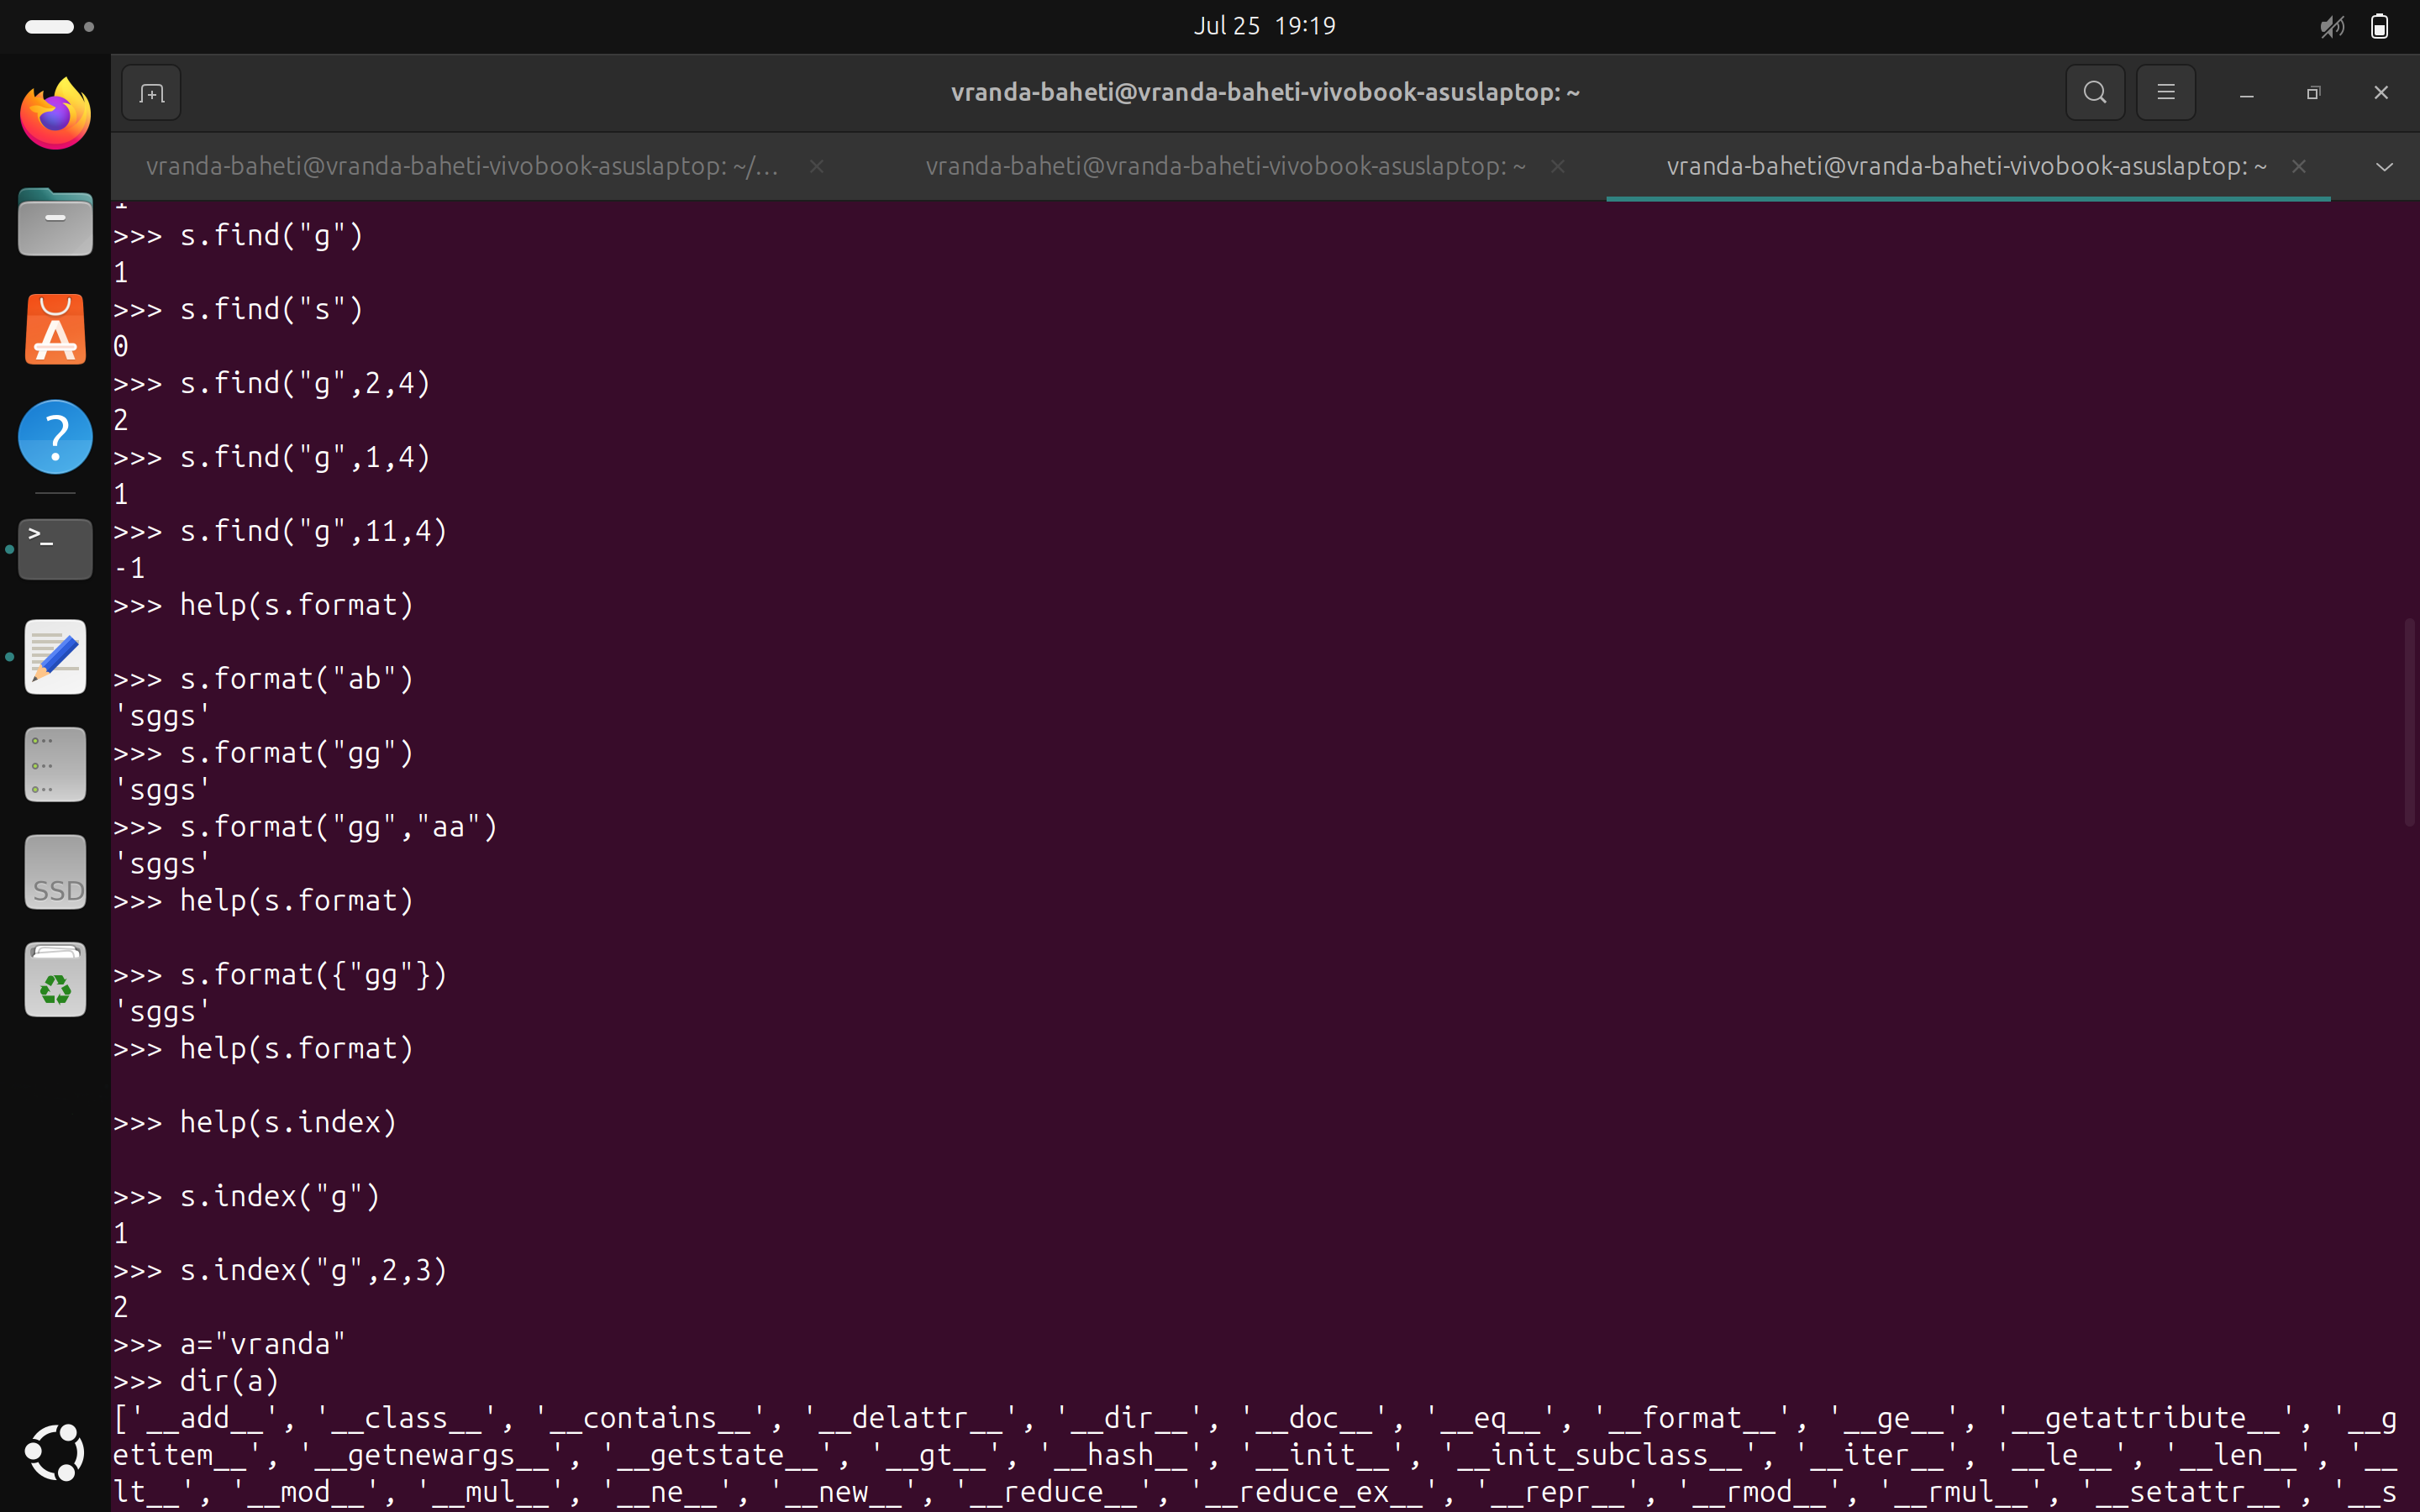 Jul 25 19:19
vranda-baheti@vranda-baheti-vivobook-asuslaptop: ~
vranda-baheti@vranda-baheti-vivobook-asuslaptop: ~/... vranda-baheti@vranda-baheti-vivobook-asuslaptop: ~ vranda-baheti@vranda-baheti-vivobook-asuslaptop: ~
1
>>> s.find("g")
1
>>> s.find("s")
0
>>> s.find("g",2,4)
2
>>> s.find("g",1,4)
1
>>> s.find("g",11,4)
-1
>>> help(s.format)
>>> s.format("ab")
'sggs'
>>> s.format("gg")
'sggs'
>>> s.format("gg","aa")
'sggs'
>>> help(s.format)
>>> s.format({"gg"})
'sggs'
>>> help(s.format)
>>> help(s.index)
>>> s.index("g")
1
>>> s.index("g",2,3)
2
>>> a="vranda"
>>> dir(a)
['__add__', '__class__', '__contains__', '__delattr__', '__dir__', '__doc__', '__eq__', '__format__', '__ge__', '__getattribute__', '__g
etitem__', '__getnewargs__', '__getstate__', '__gt__', '__hash__', '__init__', '__init_subclass__', '__iter__', '__le__', '__len__', '__
lt__', '__mod__', '__mul__', '__ne__', '__new__', '__reduce__', '__reduce_ex__', '__repr__', '__rmod__', '__rmul__', '__setattr__', '__s
SSD